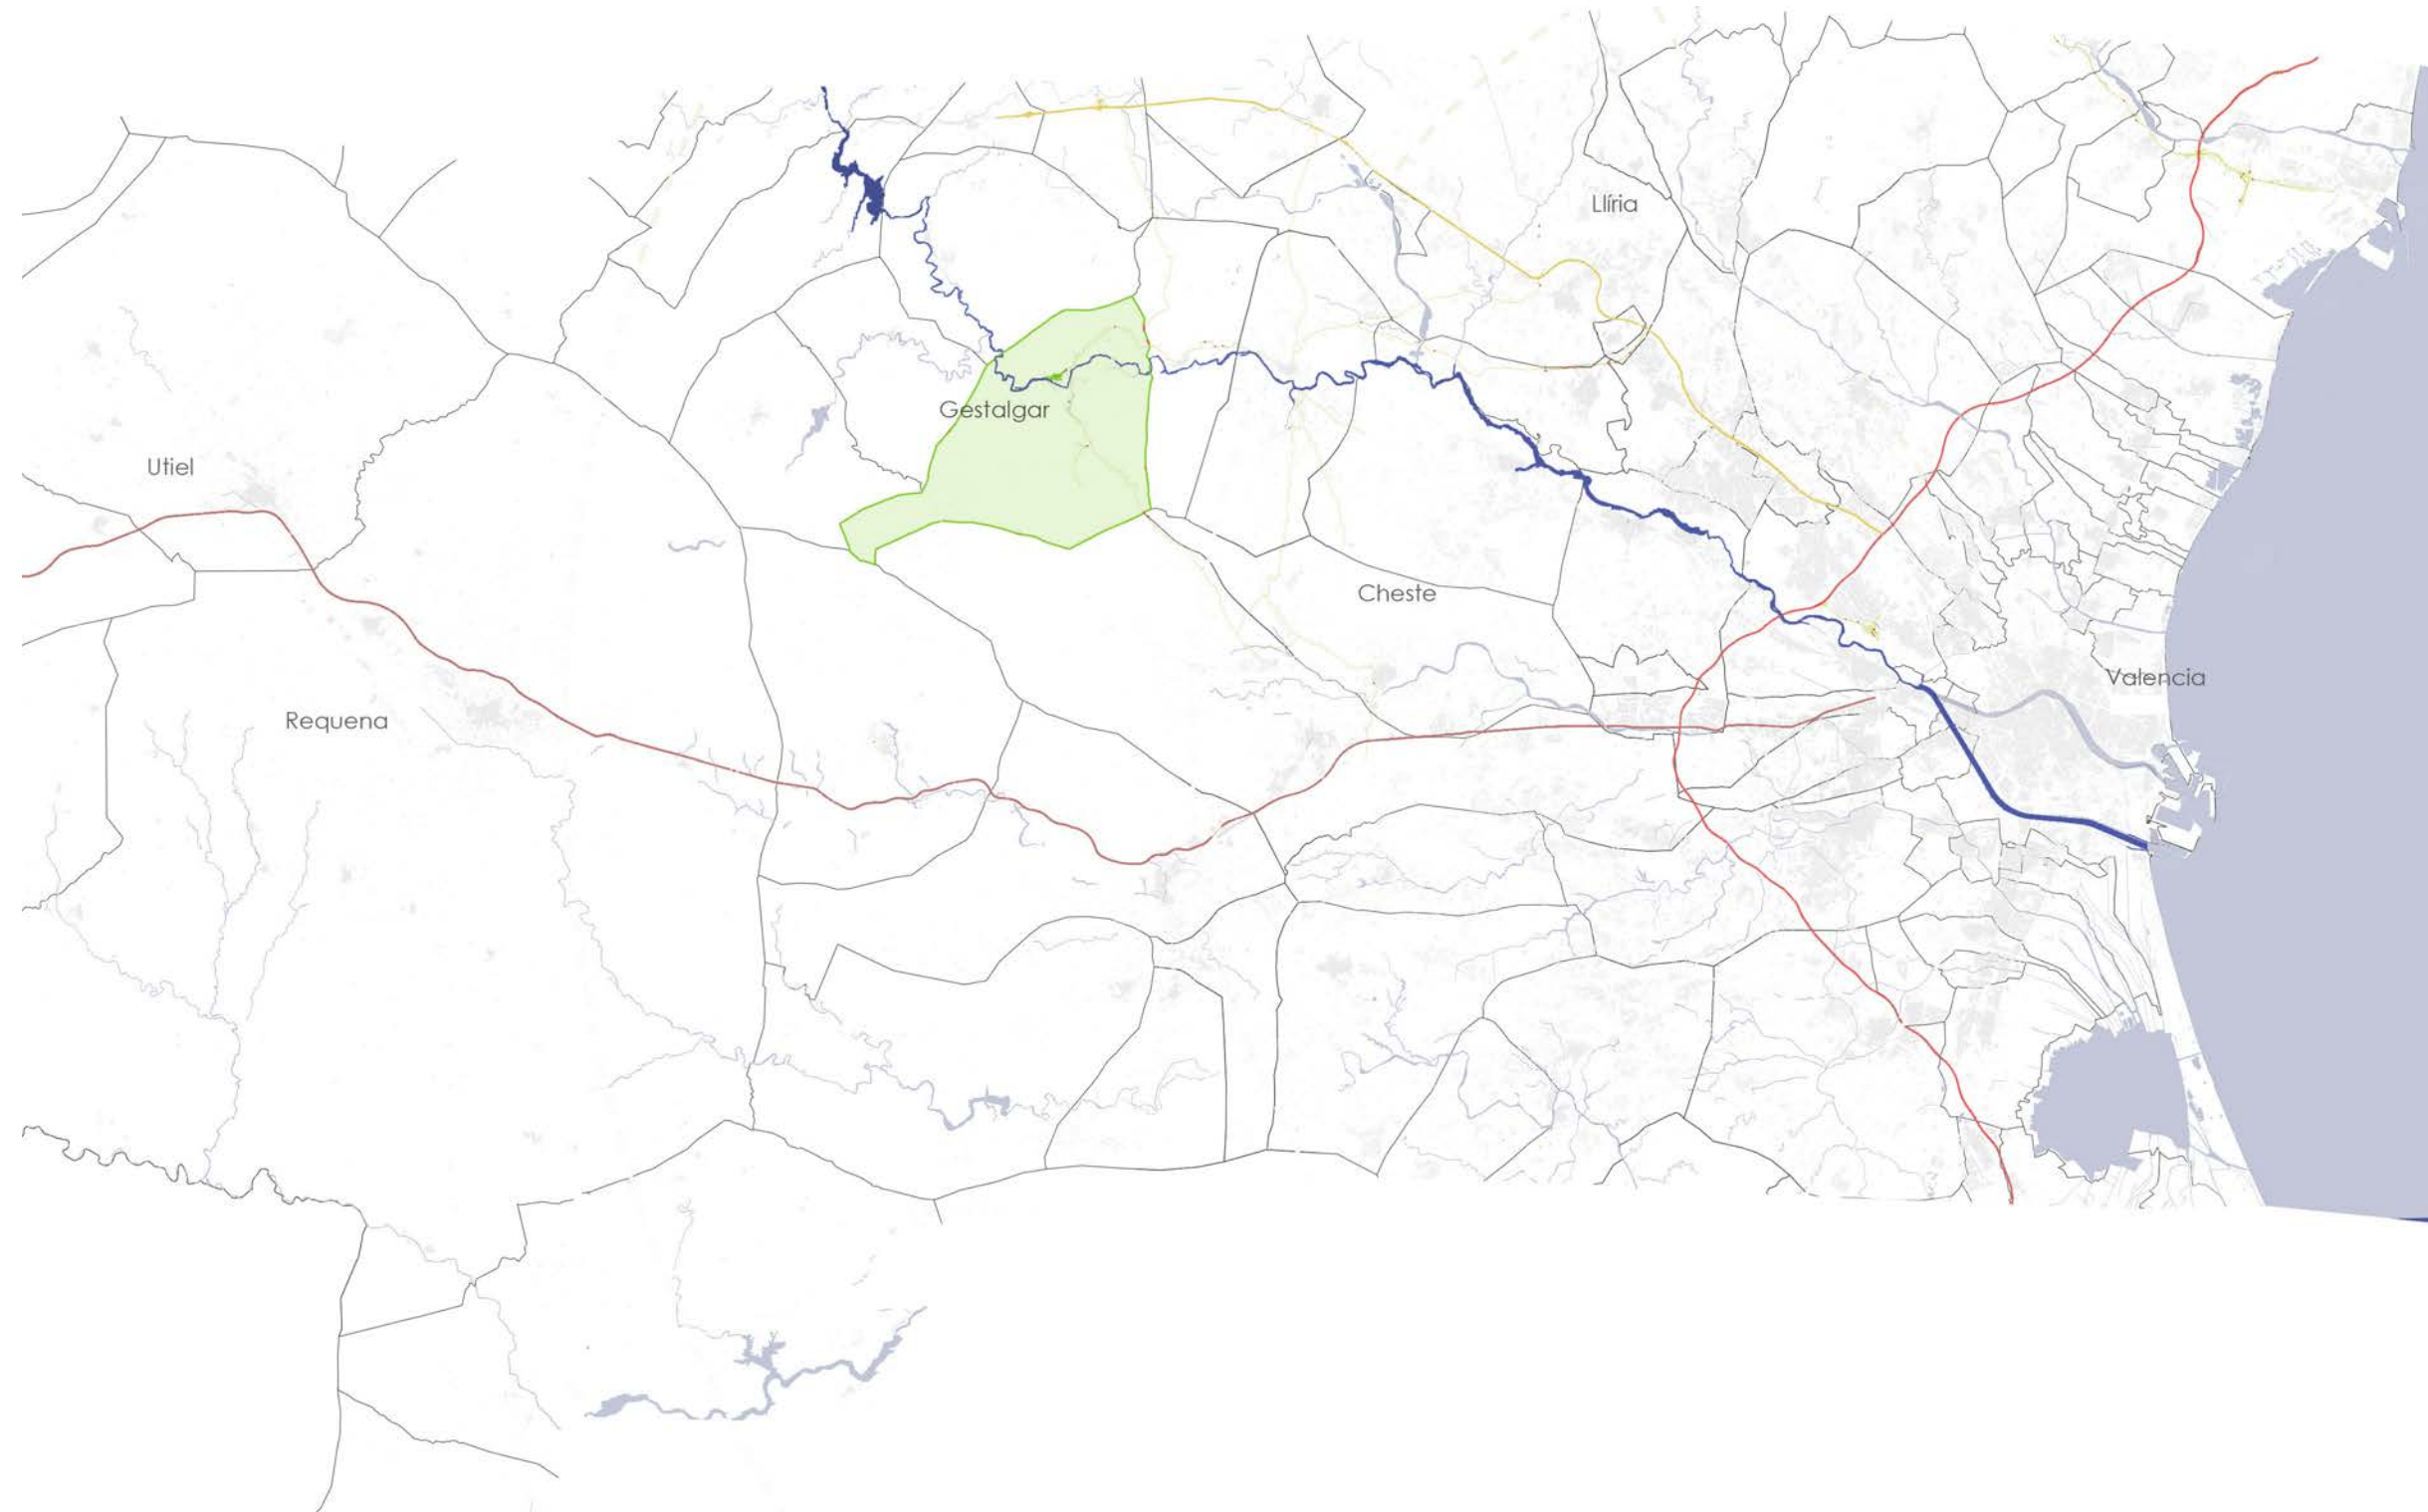 Llíria
Gestalgar
Utiel
Cheste
Valencia
Requena